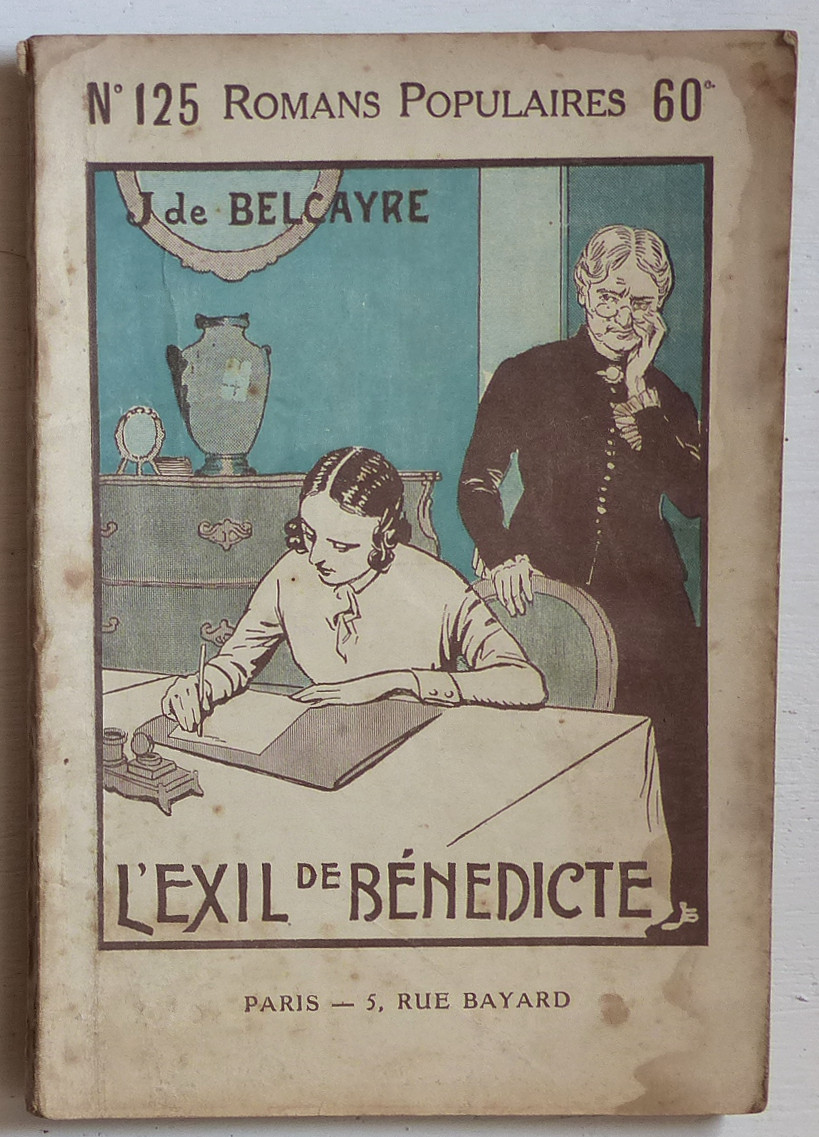 N° 125 ROMANS POPULAIRES 60c.
J de BELCAYRE
L'EXIL DE BÉNEDICTE
PARIS — 5, RUE BAYARD